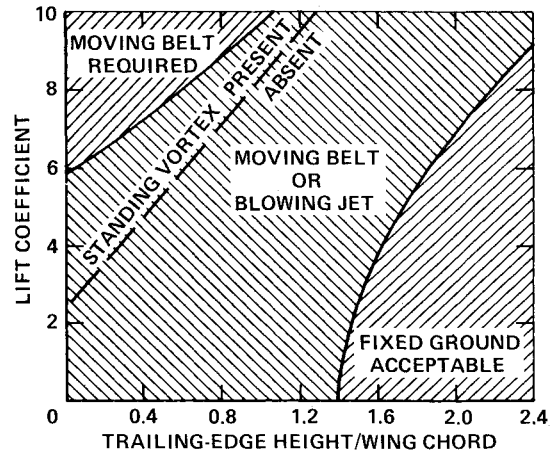 10
8
6
4
2
0
LIFT COEFFICIENT
MOVING BELT
REQUIRED
STANDING VORTEX PRESENT
ABSENT
MOVING BELT
OR
BLOWING JET
FIXED GROUND
ACCEPTABLE
0.4 0.8 1.2 1.6 2.0 2.4
TRAILING-EDGE HEIGHT/WING CHORD